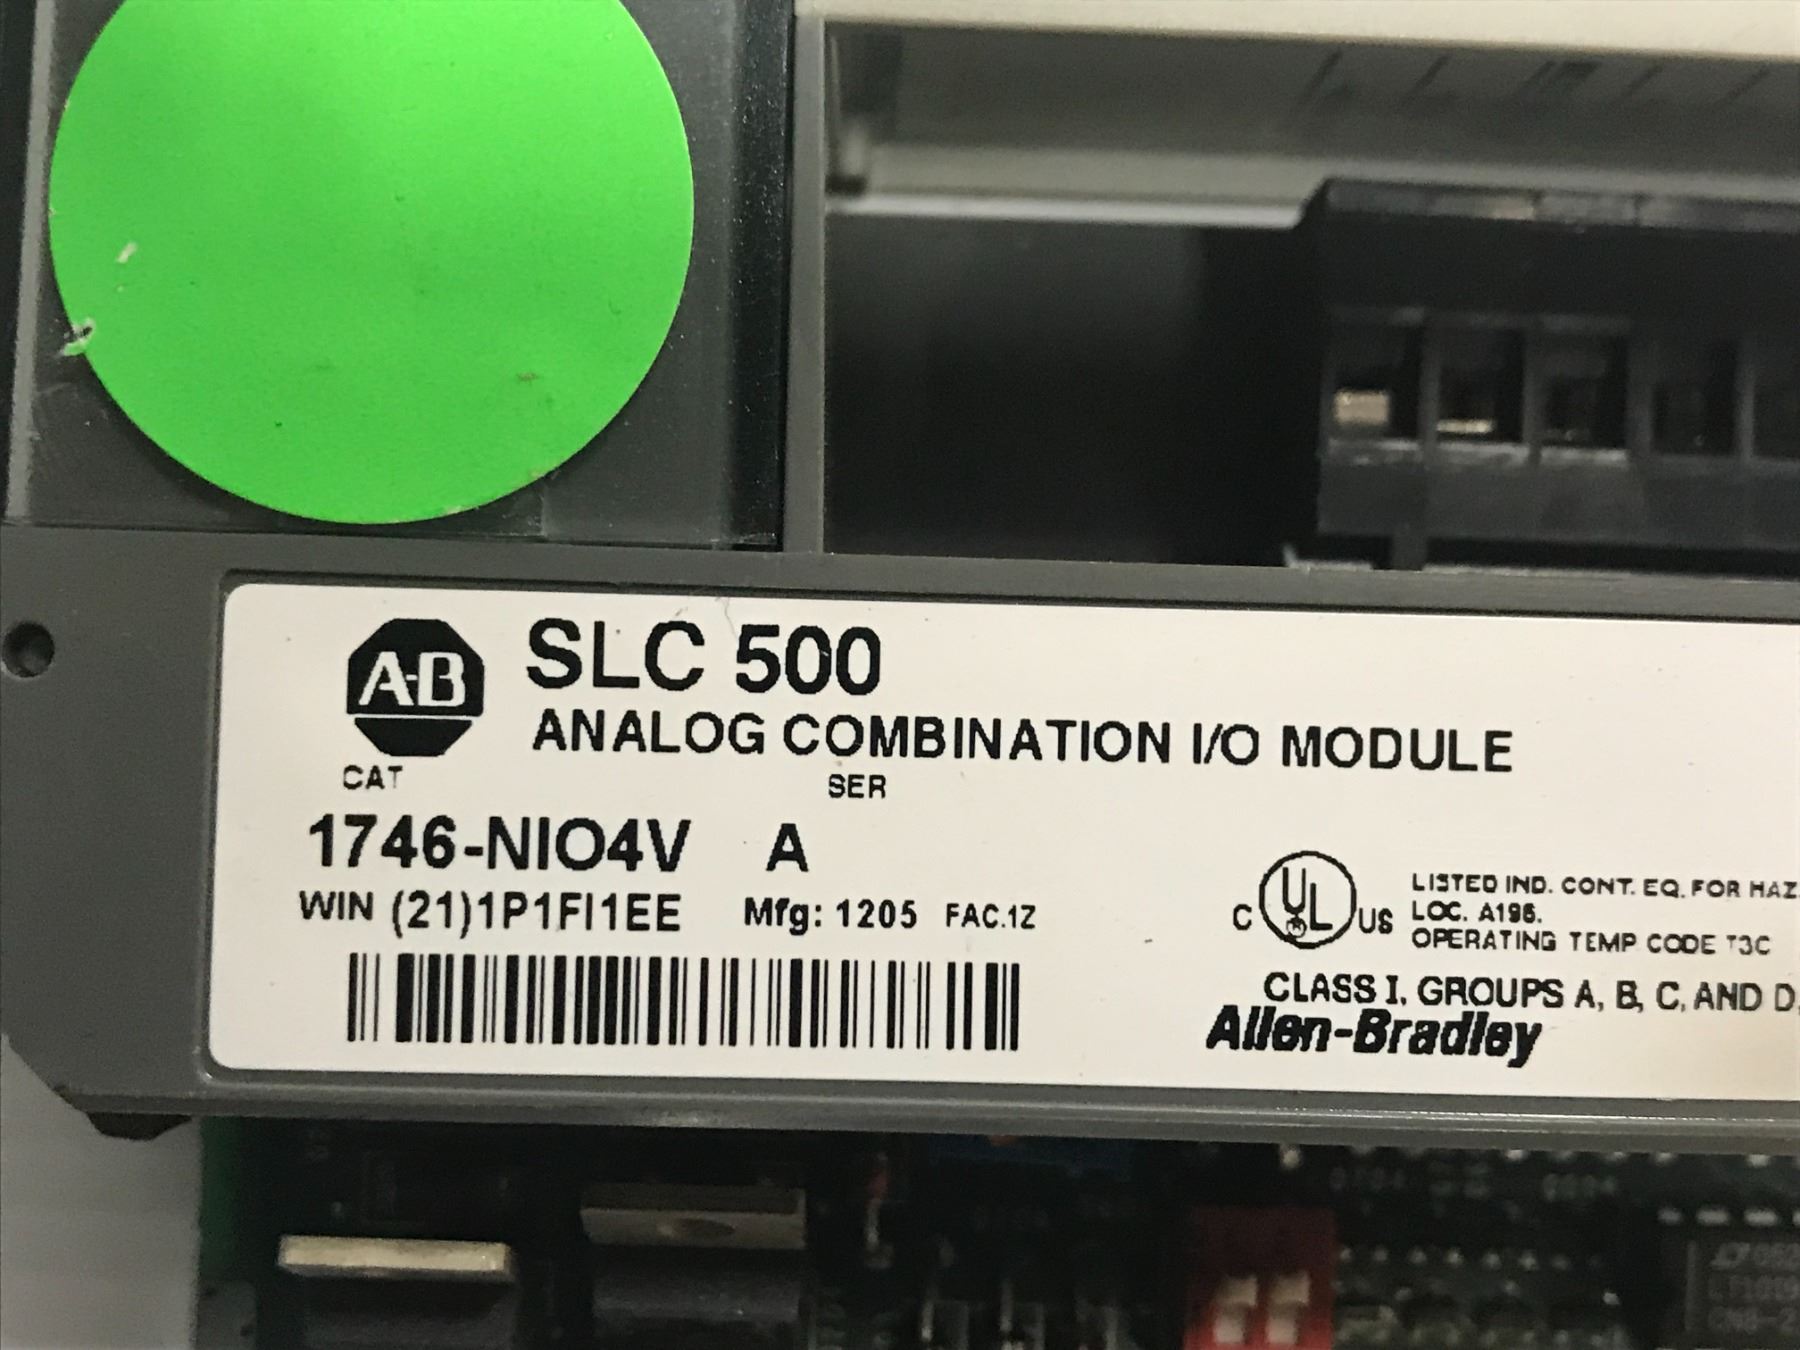 A-B
SLC 500
ANALOG COMBINATION I/O MODULE
CAT SER
1746-NIO4V A
WIN (21)1P1FI1EE Mfg: 1205 FAC.1Z
C UL US
LISTED IND. CONT. EQ. FOR HAZ.
LOC. A196.
OPERATING TEMP CODE T3C
CLASS I, GROUPS A, B, C, AND D,
Allen-Bradley